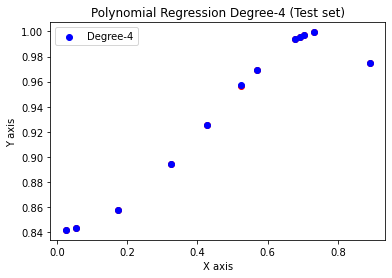 Polynomial Regression Degree-4 (Test set)
Degree-4
1.00
0.98
0.96
0.94
0.92
0.90
0.88
0.86
0.84
Y axis
0.0 0.2 0.4 0.6 0.8
X axis